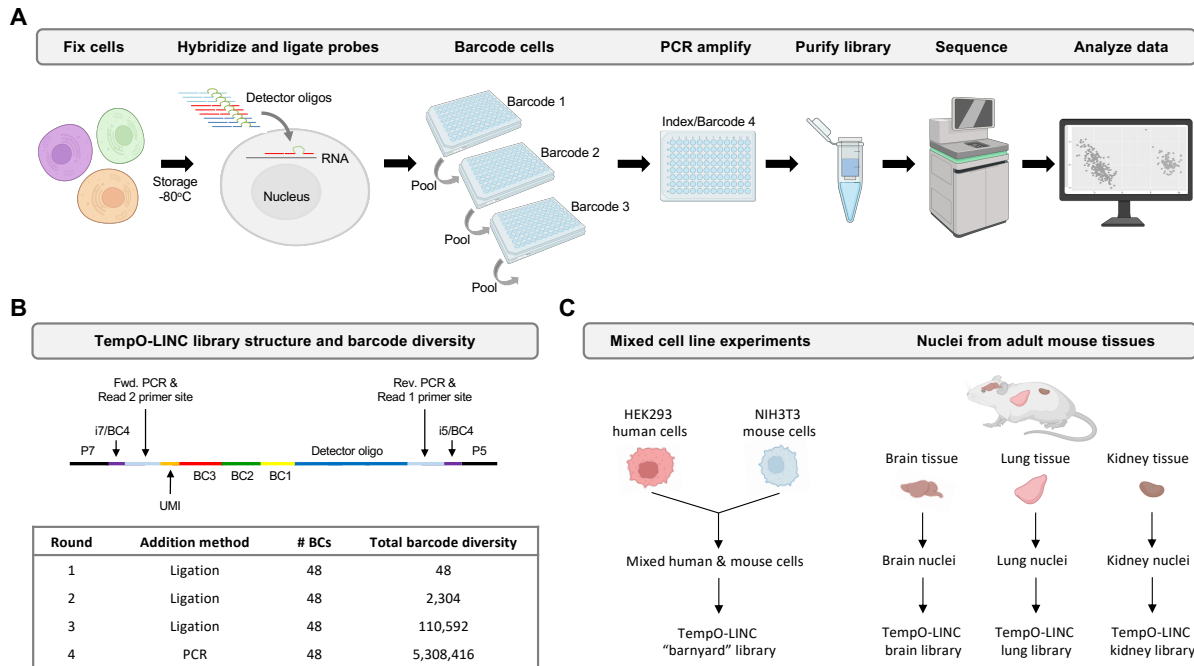 A
Fix cells
Hybridize and ligate probes
Barcode cells
PCR amplify
Purify library
Sequence
Analyze data
Detector oligos
RNA
Nucleus
Storage
-80°C
Barcode 1
Barcode 2
Barcode 3
Pool
Pool
Pool
Index/Barcode 4
B
TempO-LINC library structure and barcode diversity
Fwd. PCR &
Read 2 primer site
Rev. PCR &
Read 1 primer site
i7/BC4
i5/BC4
P7
Detector oligo
P5
BC3
BC2
BC1
UMI
Round Addition method # BCs Total barcode diversity
1 Ligation 48 48
2 Ligation 48 2,304
3 Ligation 48 110,592
4 PCR 48 5,308,416
C
Mixed cell line experiments
Nuclei from adult mouse tissues
HEK293
human cells
NIH3T3
mouse cells
Mixed human & mouse cells
TempO-LINC
“barnyard” library
Brain tissue
Lung tissue
Kidney tissue
Brain nuclei
Lung nuclei
Kidney nuclei
TempO-LINC
brain library
TempO-LINC
lung library
TempO-LINC
kidney library